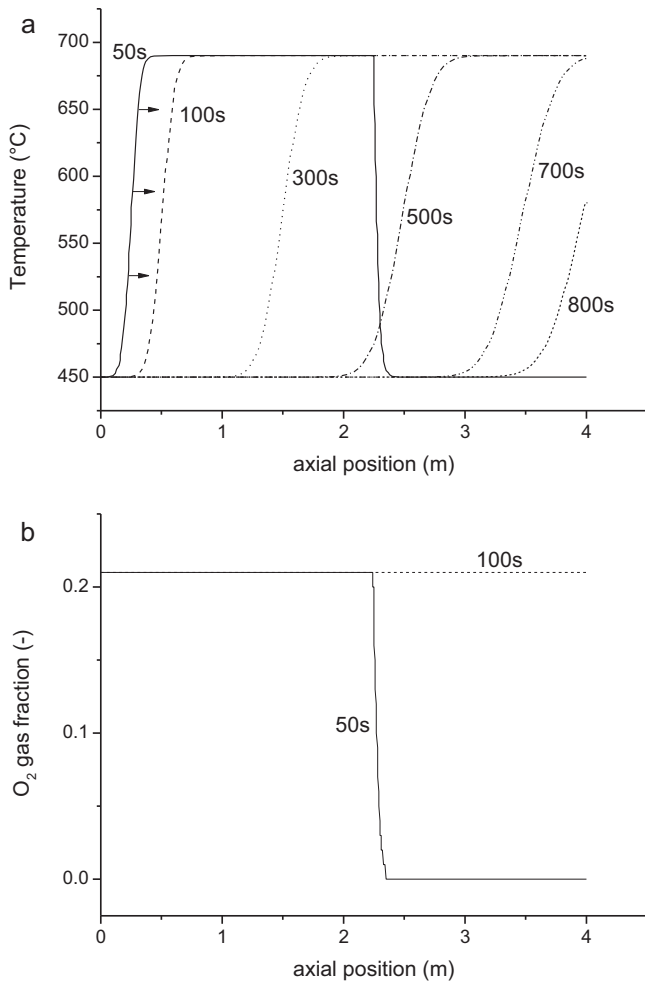 a
700
650
600
550
500
450
Temperature (°C)
50s
100s
300s
500s
700s
800s
0
1
2
3
4
axial position (m)
b
0.2
0.1
0.0
O₂ gas fraction (-)
100s
50s
0
1
2
3
4
axial position (m)